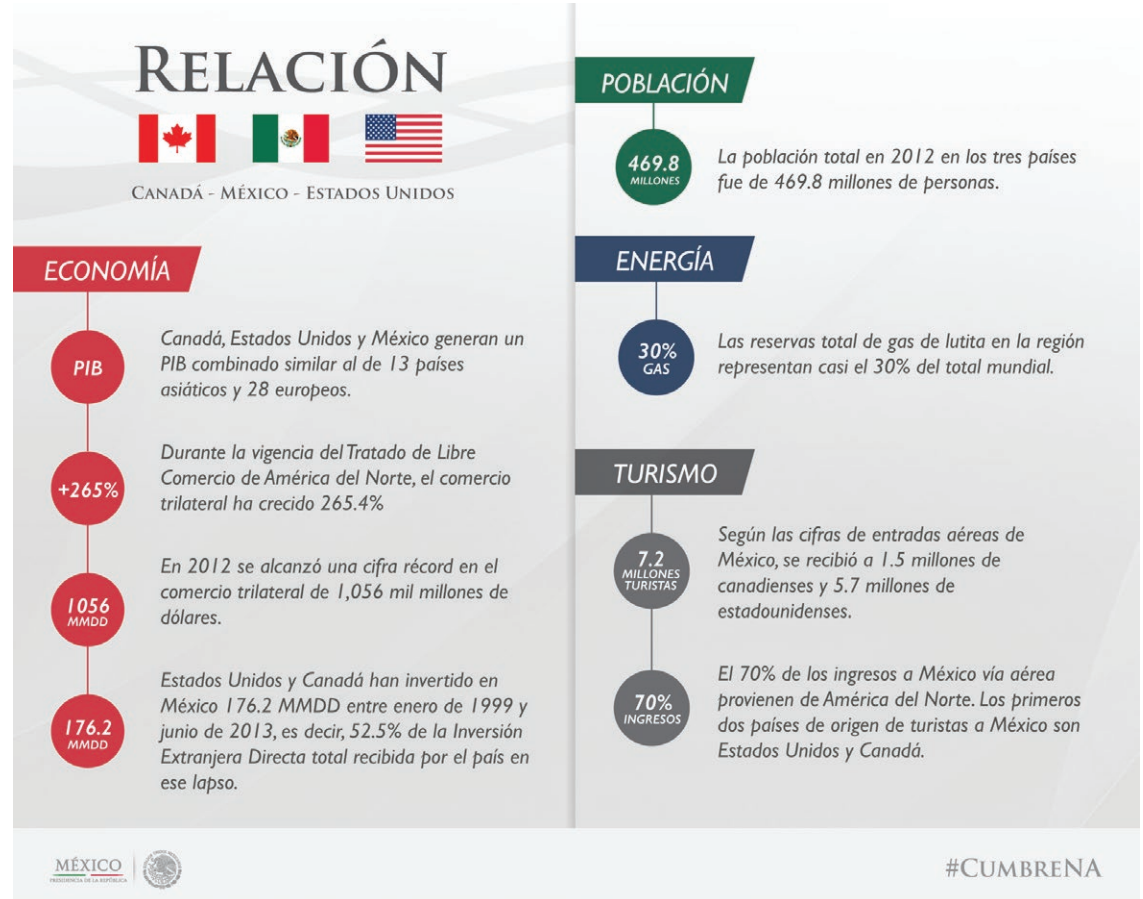 RELACIÓN
CANADÁ - MÉXICO - ESTADOS UNIDOS
ECONOMÍA
PIB
Canadá, Estados Unidos y México generan un
PIB combinado similar al de 13 países
asiáticos y 28 europeos.
+265%
Durante la vigencia del Tratado de Libre
Comercio de América del Norte, el comercio
trilateral ha crecido 265.4%
1056
MMDD
En 2012 se alcanzó una cifra récord en el
comercio trilateral de 1,056 mil millones de
dólares.
176.2
MMDD
Estados Unidos y Canadá han invertido en
México 176.2 MMDD entre enero de 1999 y
junio de 2013, es decir, 52.5% de la Inversión
Extranjera Directa total recibida por el país en
ese lapso.
POBLACIÓN
469.8
MILLONES
La población total en 2012 en los tres países
fue de 469.8 millones de personas.
ENERGÍA
30%
GAS
Las reservas total de gas de lutita en la región
representan casi el 30% del total mundial.
TURISMO
7.2
MILLONES
TURISTAS
Según las cifras de entradas aéreas de
México, se recibió a 1.5 millones de
canadienses y 5.7 millones de
estadounidenses.
70%
INGRESOS
El 70% de los ingresos a México vía aérea
provienen de América del Norte. Los primeros
dos países de origen de turistas a México son
Estados Unidos y Canadá.
MÉXICO
PRESIDENCIA DE LA REPÚBLICA
#CUMBRENA